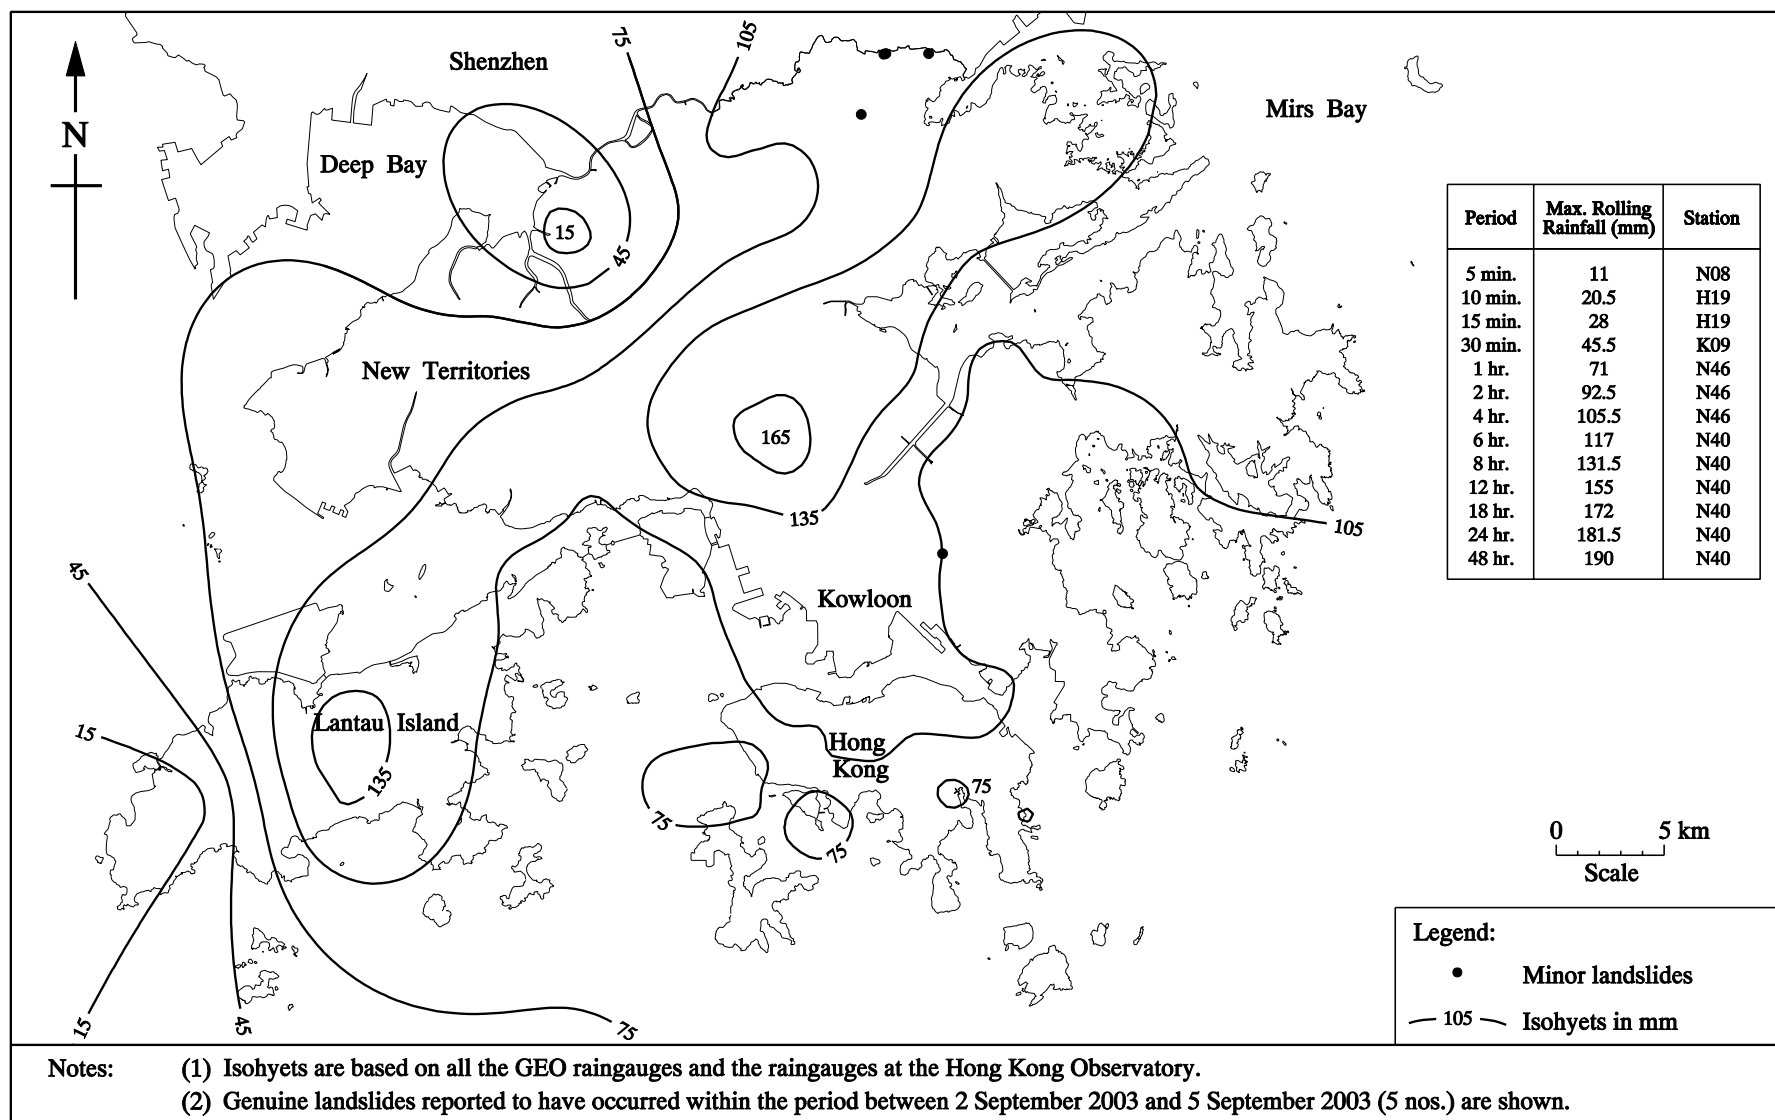 75
105
Shenzhen
Mirs Bay
N
Deep Bay
15
45
Period Max. Rolling Rainfall (mm) Station
5 min. 11 N08
10 min. 20.5 H19
15 min. 28 H19
30 min. 45.5 K09
1 hr. 71 N46
2 hr. 92.5 N46
4 hr. 105.5 N46
6 hr. 117 N40
8 hr. 131.5 N40
12 hr. 155 N40
18 hr. 172 N40
24 hr. 181.5 N40
48 hr. 190 N40
New Territories
165
135
105
45
Kowloon
15
Lantau Island
135
Hong
Kong
75
75
75
0 5 km
Scale
15
45
75
Legend:
Minor landslides
105 Isohyets in mm
Notes: (1) Isohyets are based on all the GEO raingauges and the raingauges at the Hong Kong Observatory.
(2) Genuine landslides reported to have occurred within the period between 2 September 2003 and 5 September 2003 (5 nos.) are shown.